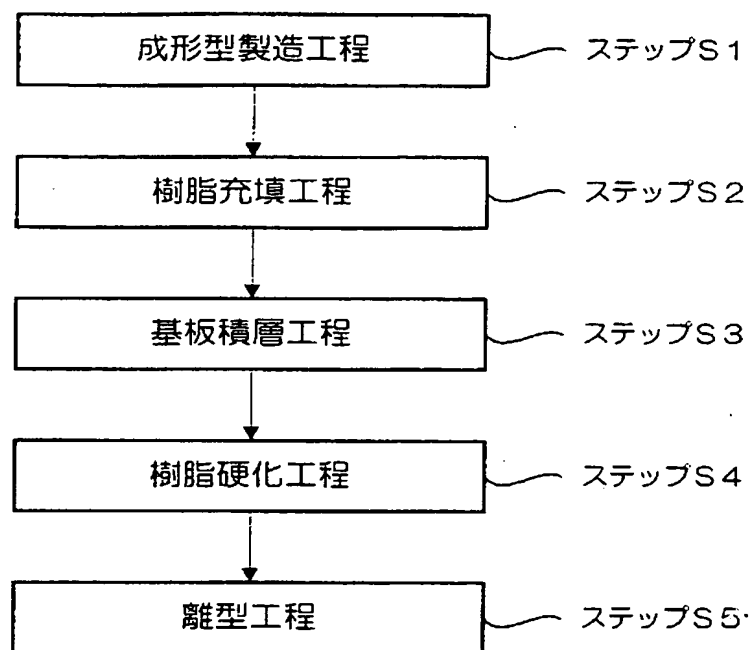 成形型製造工程 ステップS1
樹脂充填工程 ステップS2
基板積層工程 ステップS3
樹脂硬化工程 ステップS4
離型工程 ステップS5